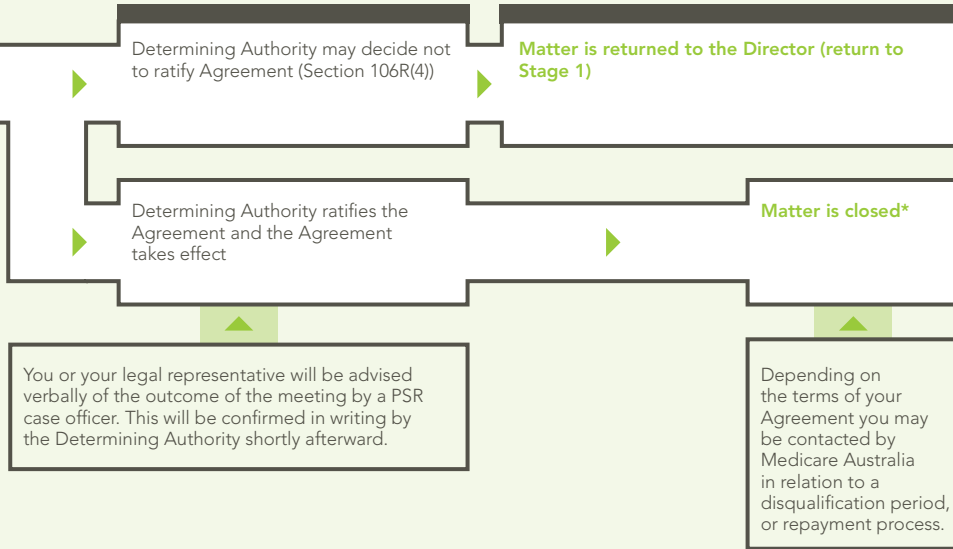 Determining Authority may decide not
to ratify Agreement (Section 106R(4))
Matter is returned to the Director (return to
Stage 1)
Determining Authority ratifies the
Agreement and the Agreement
takes effect
Matter is closed*
You or your legal representative will be advised
verbally of the outcome of the meeting by a PSR
case officer. This will be confirmed in writing by
the Determining Authority shortly afterward.
Depending on
the terms of your
Agreement you may
be contacted by
Medicare Australia
in relation to a
disqualification period,
or repayment process.